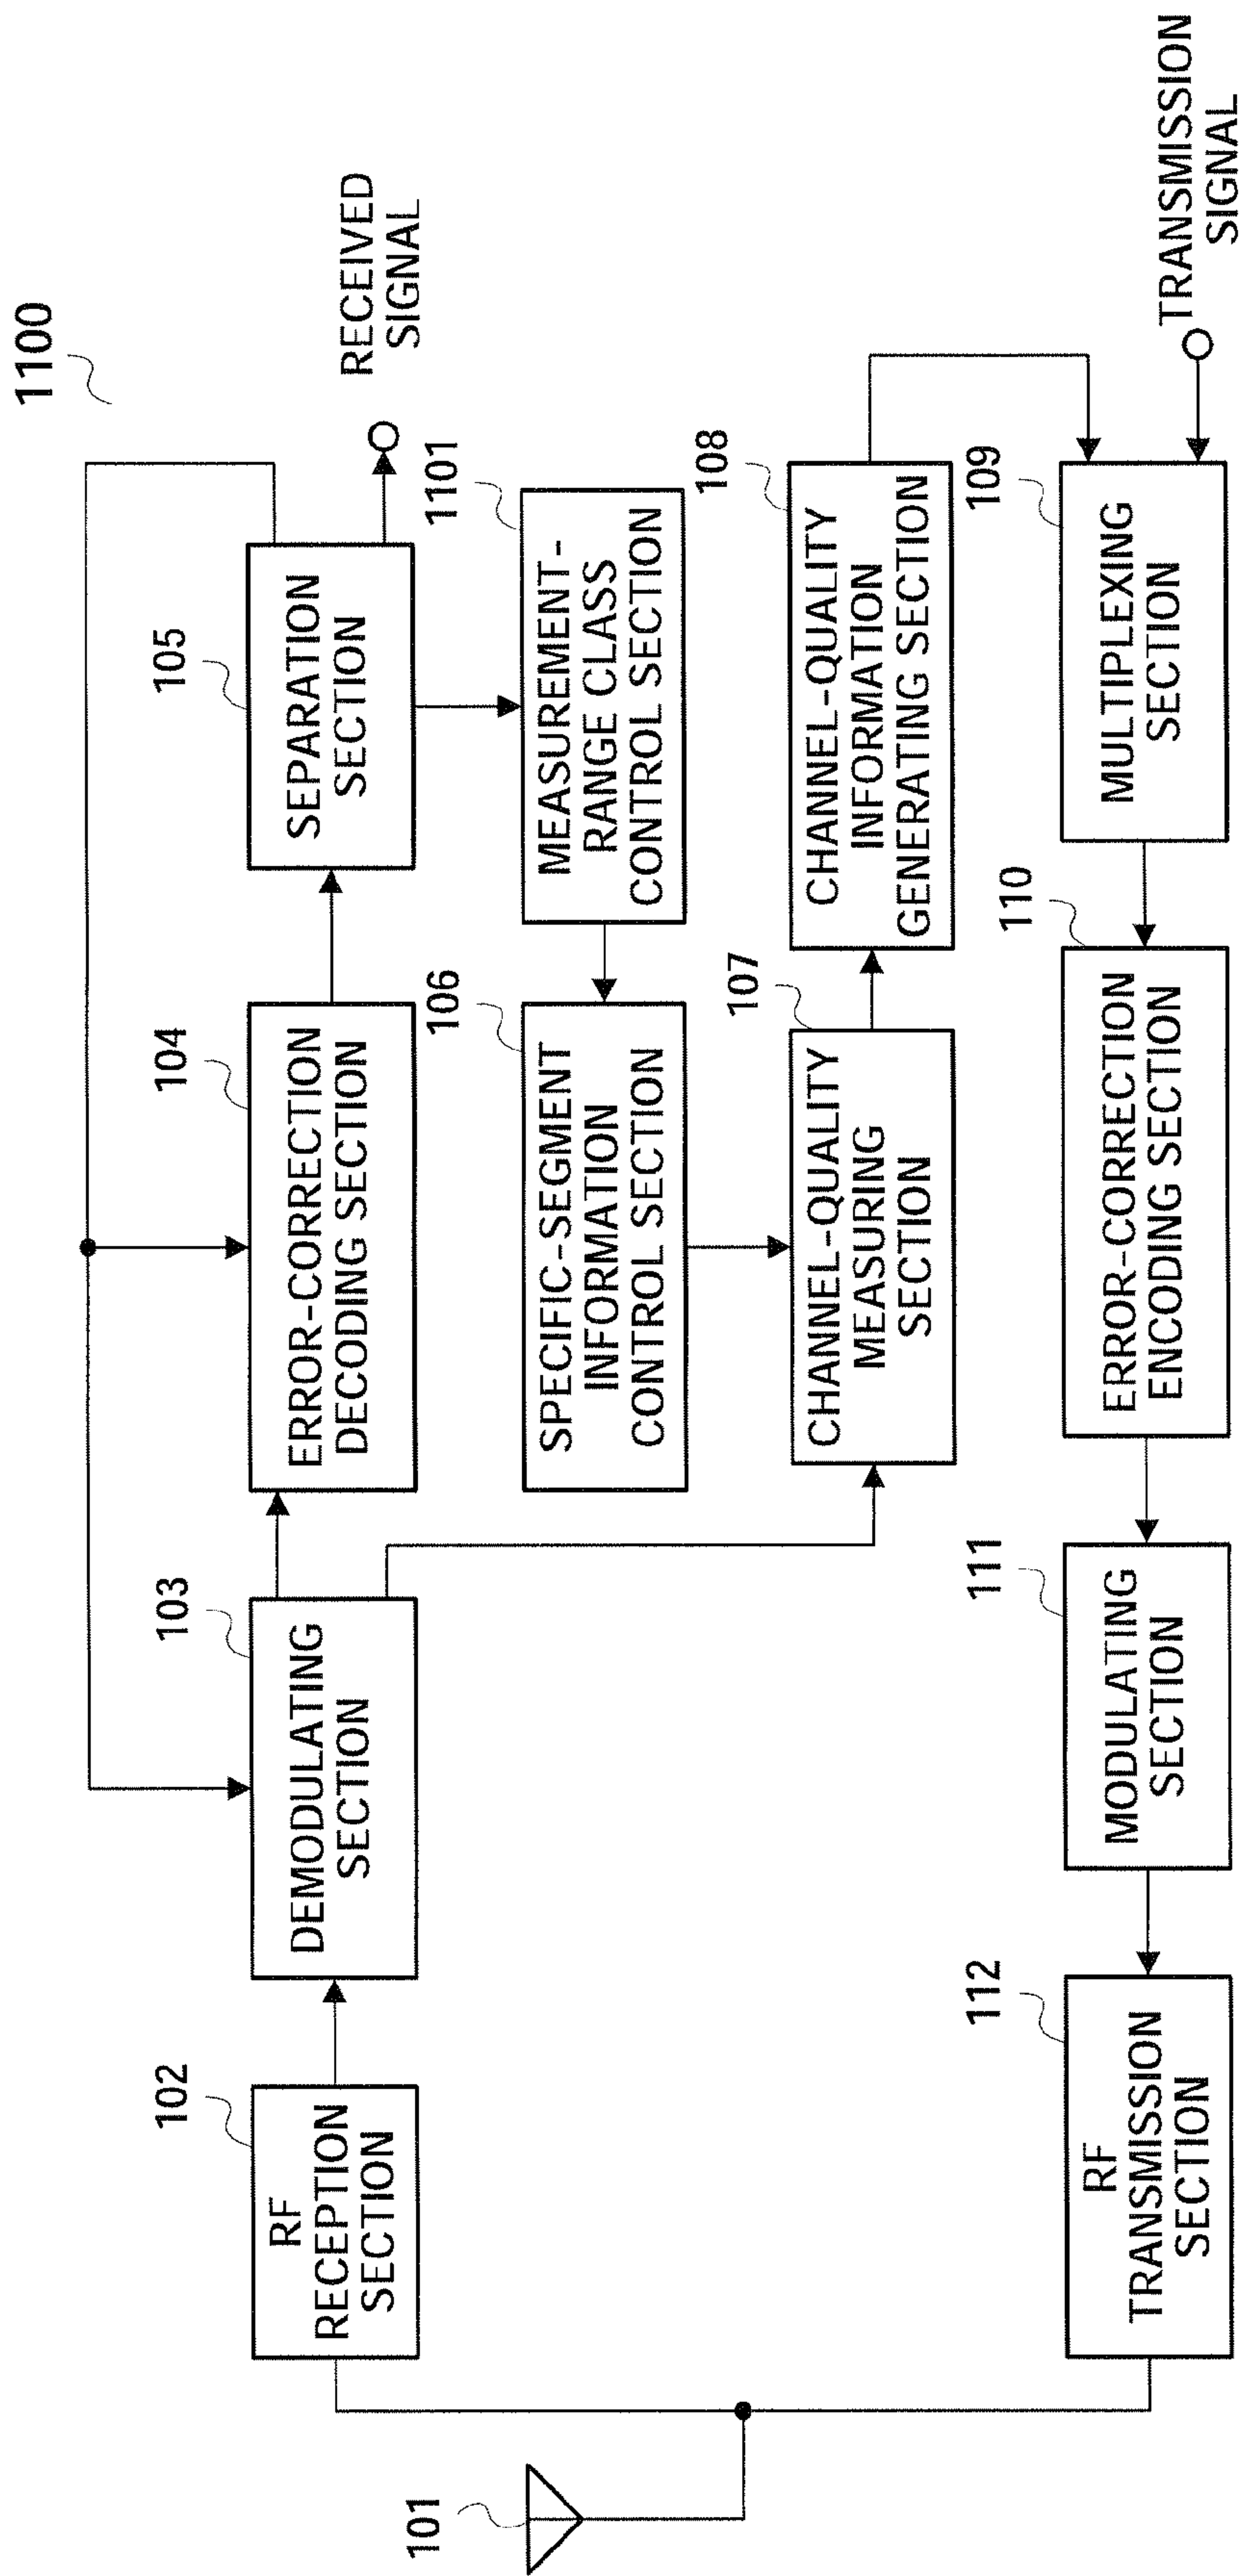 1100
101
102
RF
RECEPTION
SECTION
103
DEMODULATING
SECTION
104
ERROR-CORRECTION
DECODING SECTION
105
SEPARATION
SECTION
RECEIVED
SIGNAL
106
SPECIFIC-SEGMENT
INFORMATION
CONTROL SECTION
1101
MEASUREMENT-
RANGE CLASS
CONTROL SECTION
107
CHANNEL-QUALITY
MEASURING
SECTION
108
CHANNEL-QUALITY
INFORMATION
GENERATING SECTION
112
RF
TRANSMISSION
SECTION
111
MODULATING
SECTION
110
ERROR-CORRECTION
ENCODING SECTION
109
MULTIPLEXING
SECTION
TRANSMISSION
SIGNAL